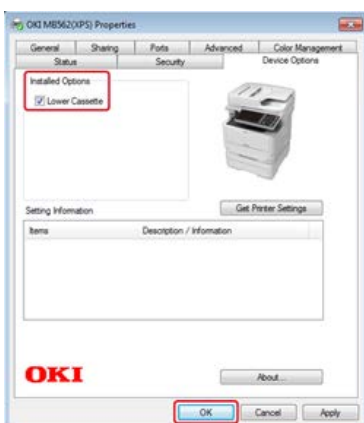 OKI MB562(XPS) Properties
General Sharing Ports Advanced Color Management
Status Security Device Options
Installed Options
Lower Cassette
Setting Information
Get Printer Settings
Items Description / Information
OKI
About...
OK Cancel Apply